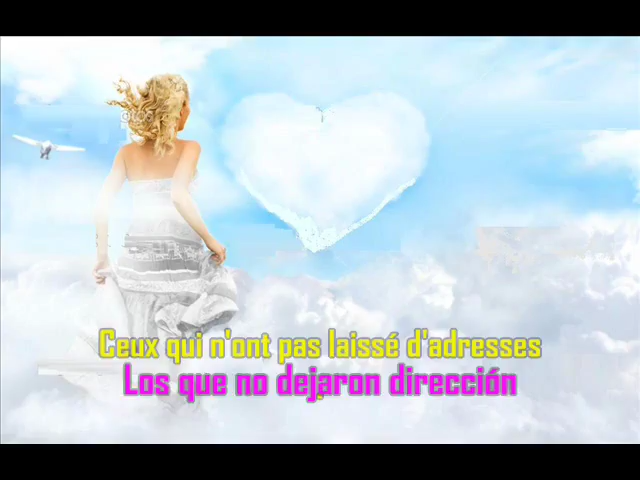 Ceux qui n'ont pas laissé d'adresses
Los que no dejaron dirección